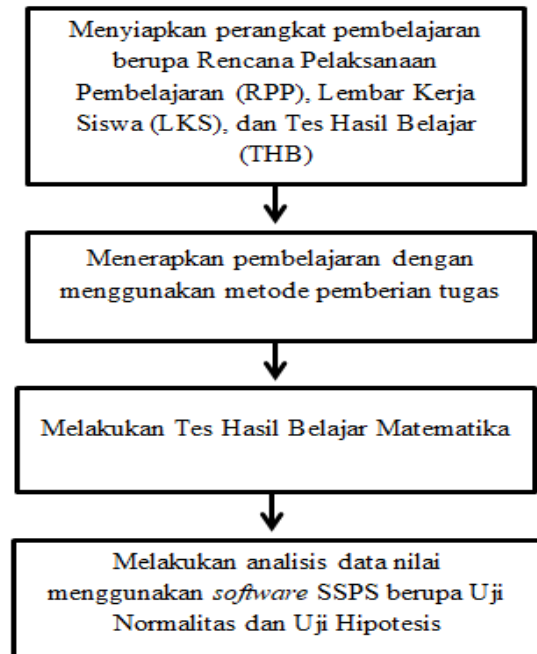 Menyiapkan perangkat pembelajaran
berupa Rencana Pelaksanaan
Pembelajaran (RPP), Lembar Kerja
Siswa (LKS), dan Tes Hasil Belajar
(THB)
Menerapkan pembelajaran dengan
menggunakan metode pemberian tugas
Melakukan Tes Hasil Belajar Matematika
Melakukan analisis data nilai
menggunakan software SSPS berupa Uji
Normalitas dan Uji Hipotesis